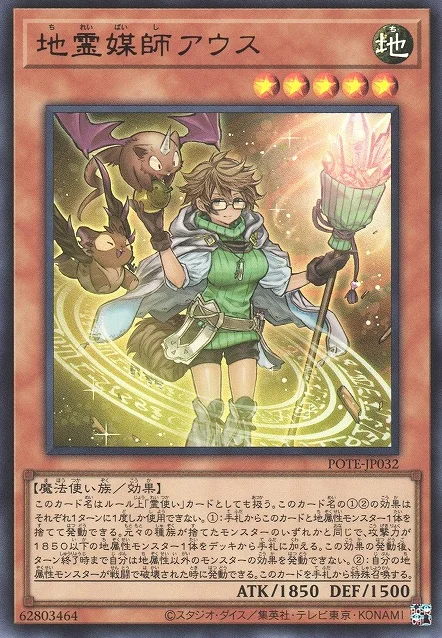 地霊媒師アウス
地
POTE-JP032
【魔法使い族／効果】
このカード名はルール上「霊使い」カードとしても扱う。このカード名の①②の効果は
それぞれ1ターンに1度しか使用できない。①：手札からこのカードと地属性モンスター1体を
捨てて発動できる。元々の種族が捨てたモンスターのいずれかと同じで、攻撃力が
1850以下の地属性モンスター1体をデッキから手札に加える。この効果の発動後、
ターン終了時まで自分は地属性以外のモンスターの効果を発動できない。②：自分の地
属性モンスターが戦闘で破壊された時に発動できる。このカードを手札から特殊召喚する。
ATK/1850 DEF/1500
62803464 ©スタジオ・ダイス／集英社・テレビ東京・KONAMI